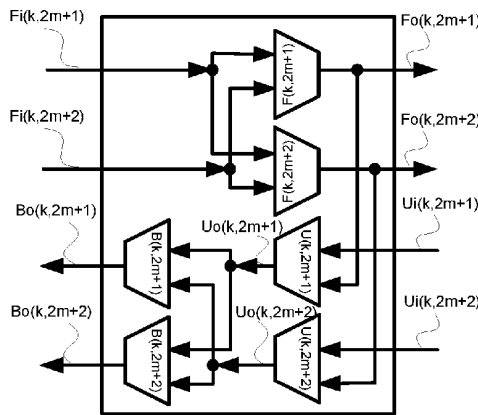 Fi(k,2m+1)
Fo(k,2m+1)
F(k,2m+1)
Fi(k,2m+2)
Fo(k,2m+2)
F(k,2m+2)
Bo(k,2m+1)
Uo(k,2m+1)
Ui(k,2m+1)
B(k,2m+1)
U(k,2m+1)
Bo(k,2m+2)
Uo(k,2m+2)
Ui(k,2m+2)
B(k,2m+2)
U(k,2m+2)